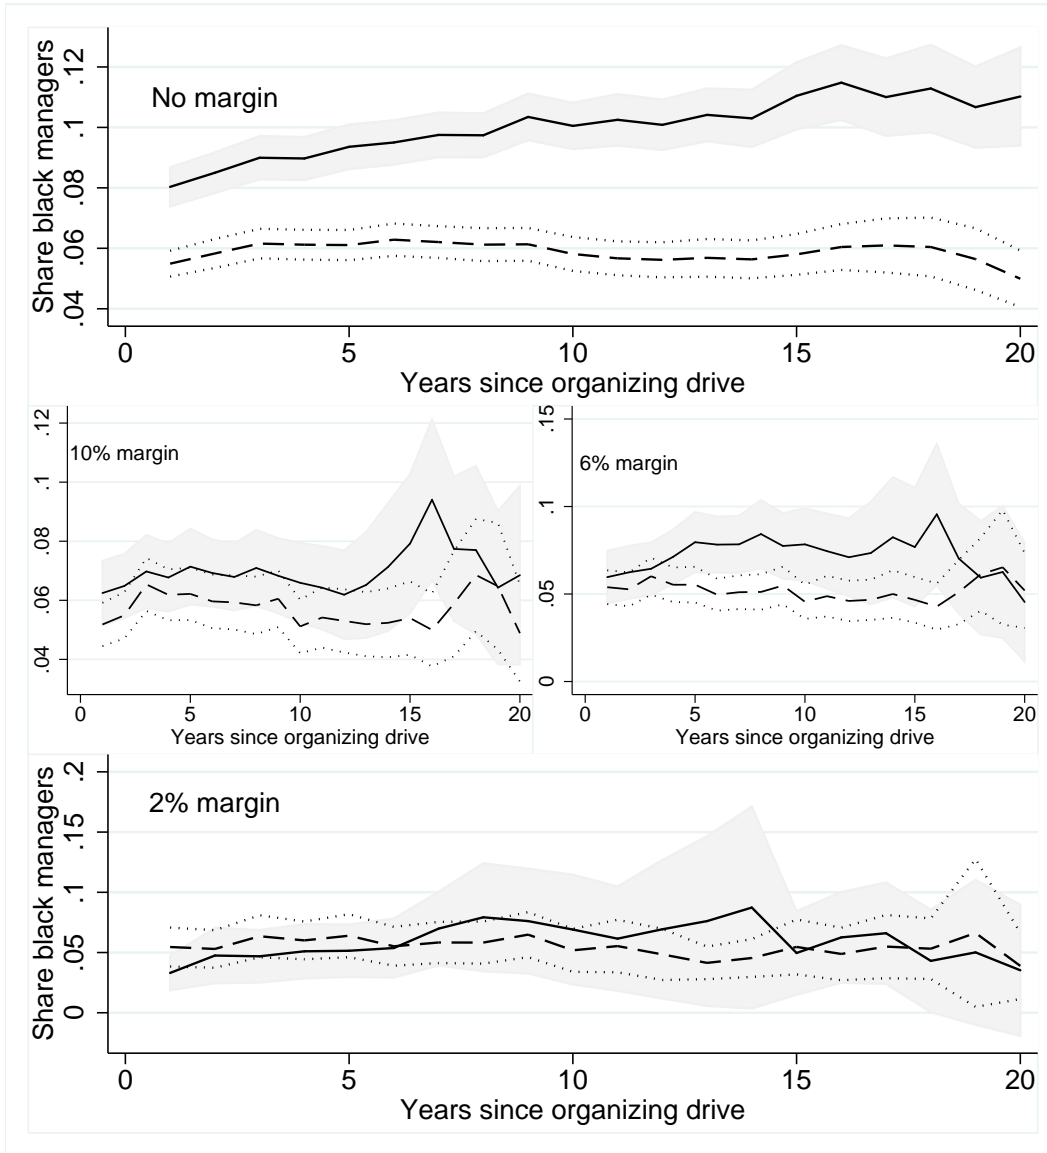 Share black managers
.04 .06 .08 .1 .12
No margin
0 5 10 15 20
Years since organizing drive
.04 .06 .08 .1 .12
10% margin
0 5 10 15 20
Years since organizing drive
0 .05 .1 .15
6% margin
0 5 10 15 20
Years since organizing drive
Share black managers
0 .05 .1 .15 .2
2% margin
0 5 10 15 20
Years since organizing drive